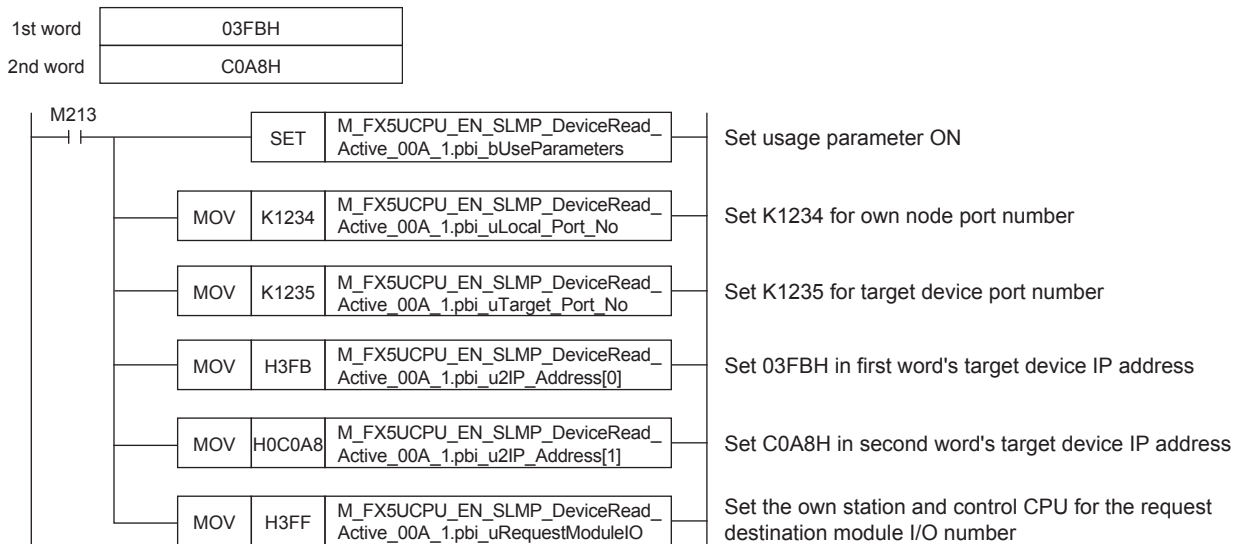 1st word
03FBH
2nd word
C0A8H
M213
SET
M_FX5UCPU_EN_SLMP_DeviceRead_
Active_00A_1.pbi_bUseParameters
Set usage parameter ON
MOV
K1234
M_FX5UCPU_EN_SLMP_DeviceRead_
Active_00A_1.pbi_uLocal_Port_No
Set K1234 for own node port number
MOV
K1235
M_FX5UCPU_EN_SLMP_DeviceRead_
Active_00A_1.pbi_uTarget_Port_No
Set K1235 for target device port number
MOV
H3FB
M_FX5UCPU_EN_SLMP_DeviceRead_
Active_00A_1.pbi_u2IP_Address[0]
Set 03FBH in first word's target device IP address
MOV
H0C0A8
M_FX5UCPU_EN_SLMP_DeviceRead_
Active_00A_1.pbi_u2IP_Address[1]
Set C0A8H in second word's target device IP address
MOV
H3FF
M_FX5UCPU_EN_SLMP_DeviceRead_
Active_00A_1.pbi_uRequestModuleIO
Set the own station and control CPU for the request
destination module I/O number